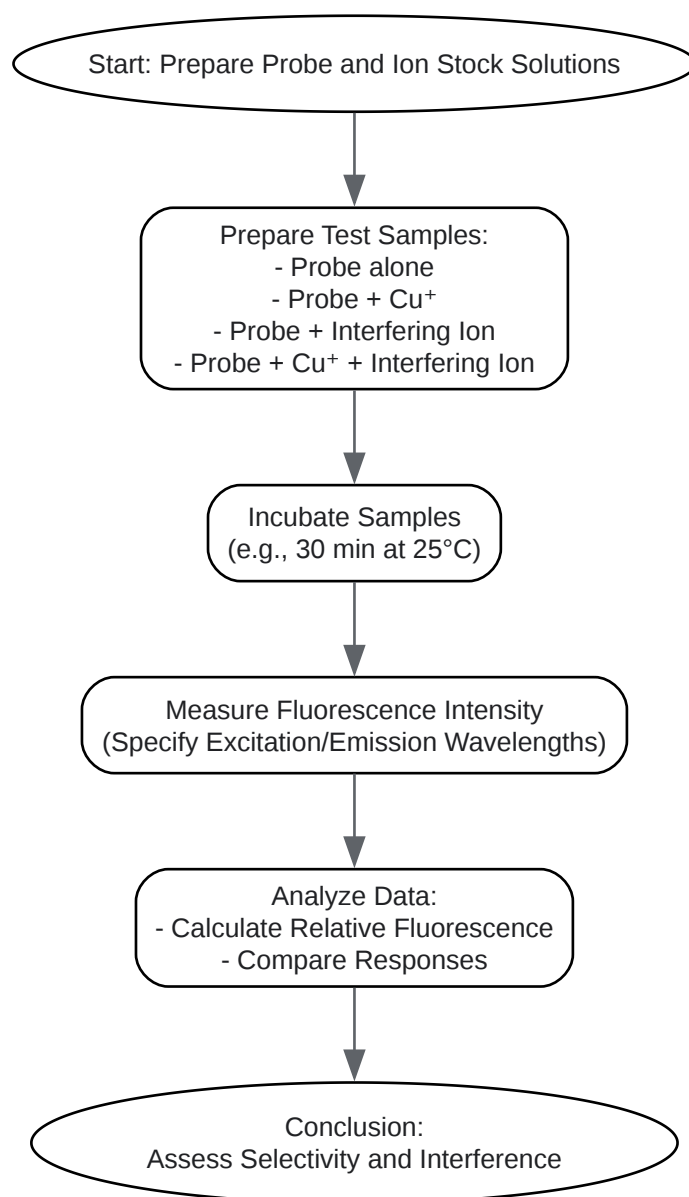 Start: Prepare Probe and Ion Stock Solutions
Prepare Test Samples:
- Probe alone
- Probe + Cu⁺
- Probe + Interfering Ion
- Probe + Cu⁺ + Interfering Ion
Incubate Samples
(e.g., 30 min at 25°C)
Measure Fluorescence Intensity
(Specify Excitation/Emission Wavelengths)
Analyze Data:
- Calculate Relative Fluorescence
- Compare Responses
Conclusion:
Assess Selectivity and Interference